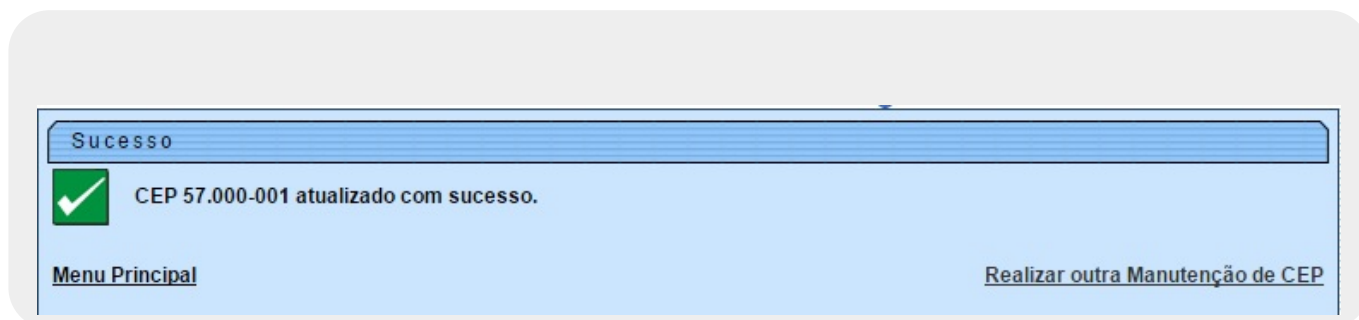 Sucesso
CEP 57.000-001 atualizado com sucesso.
Menu Principal
Realizar outra Manutenção de CEP